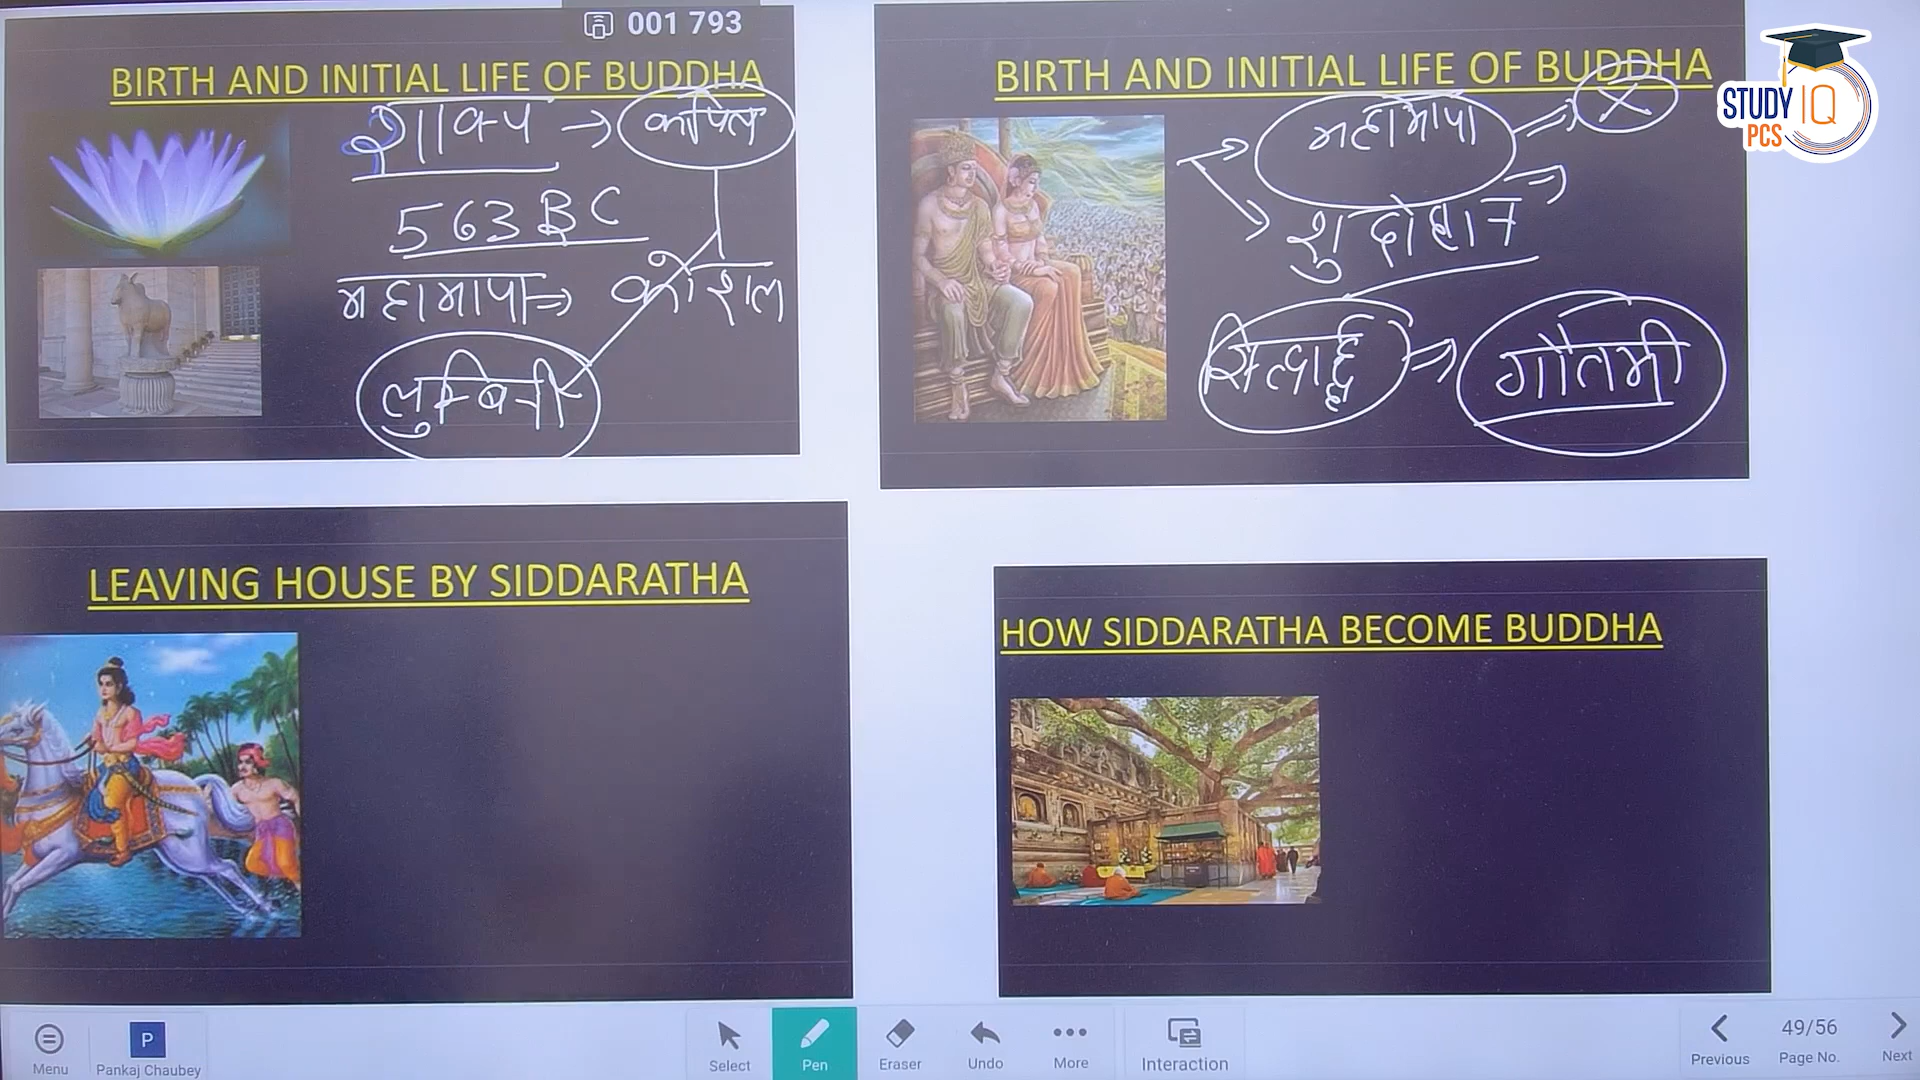 001 793
BIRTH AND INITIAL LIFE OF BUDDHA
शाक्य → कपिल
563 BC
महामाया ⇒ कोशल
लुम्बिनी
BIRTH AND INITIAL LIFE OF BUDDHA
महामाया ⇒ X
शुद्दोधान ⇒
⇒ गौतमी
LEAVING HOUSE BY SIDDARATHA
HOW SIDDARATHA BECOME BUDDHA
STUDY IQ
PCS
Menu
P
Pankaj Chaubey
Select
Pen
Eraser
Undo
More
Interaction
Previous
49/56
Page No.
Next